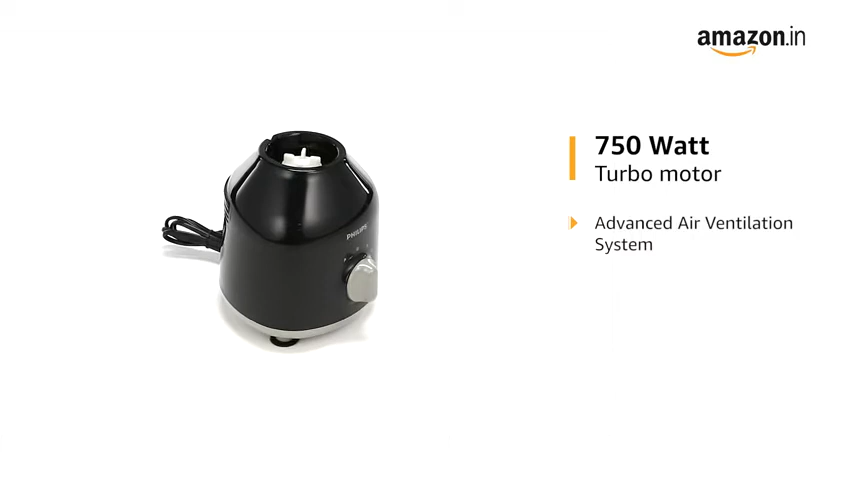 amazon.in
750 Watt
Turbo motor
Advanced Air Ventilation
System
PHILIPS